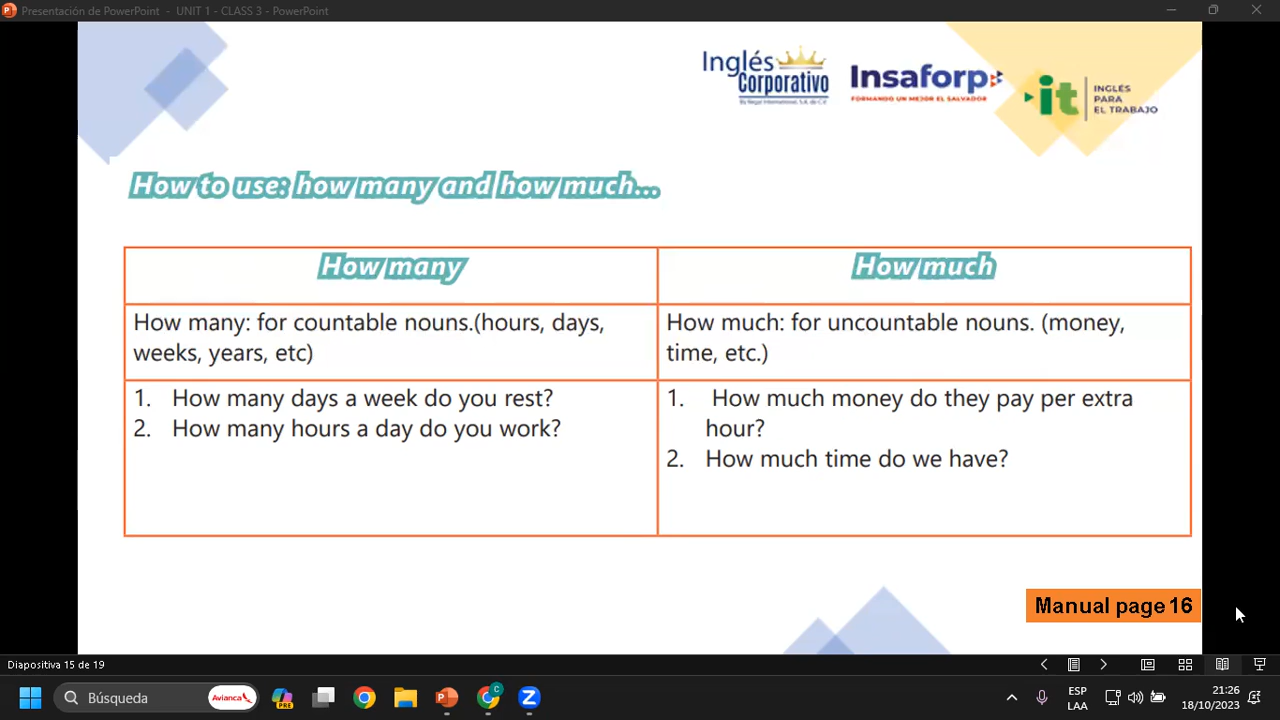 Presentación de PowerPoint - UNIT 1 - CLASS 3 - PowerPoint
Inglés
Corporativo
Insaforp
FORMANDO UN MEJOR EL SALVADOR
it
INGLÉS
PARA
EL TRABAJO
How to use: how many and how much...
How many
How much
How many: for countable nouns.(hours, days,
weeks, years, etc)
How much: for uncountable nouns. (money,
time, etc.)
1. How many days a week do you rest?
2. How many hours a day do you work?
1. How much money do they pay per extra
hour?
2. How much time do we have?
Manual page 16
Diapositiva 15 de 19
Búsqueda
Avianca
PRE
ESP
LAA
21:26
18/10/2023